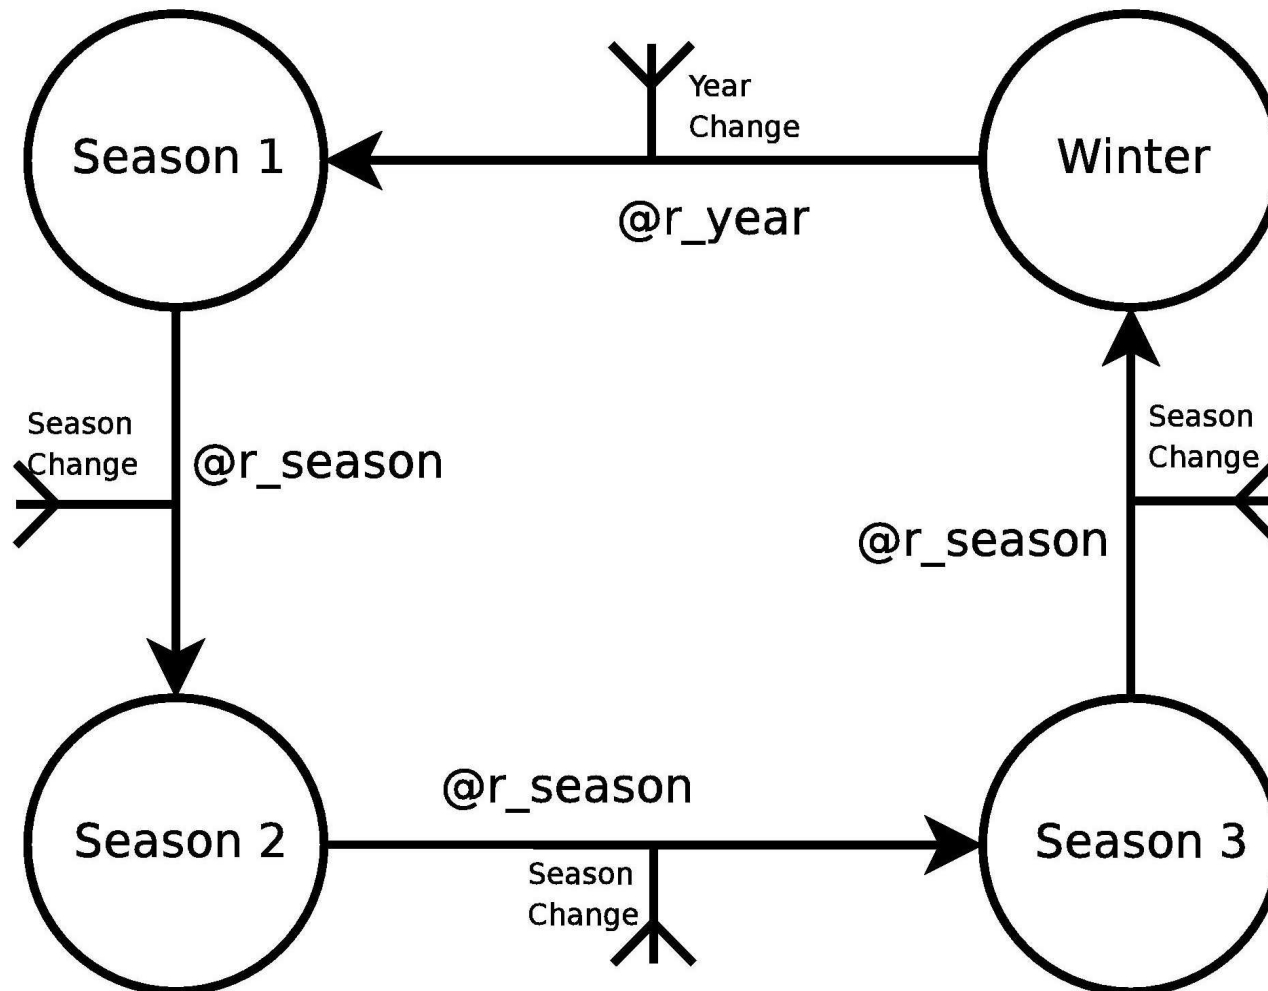 Season 1
Year
Change
Winter
@r_year
Season
Change
@r_season
Season
Change
@r_season
@r_season
Season 2
Season
Change
Season 3